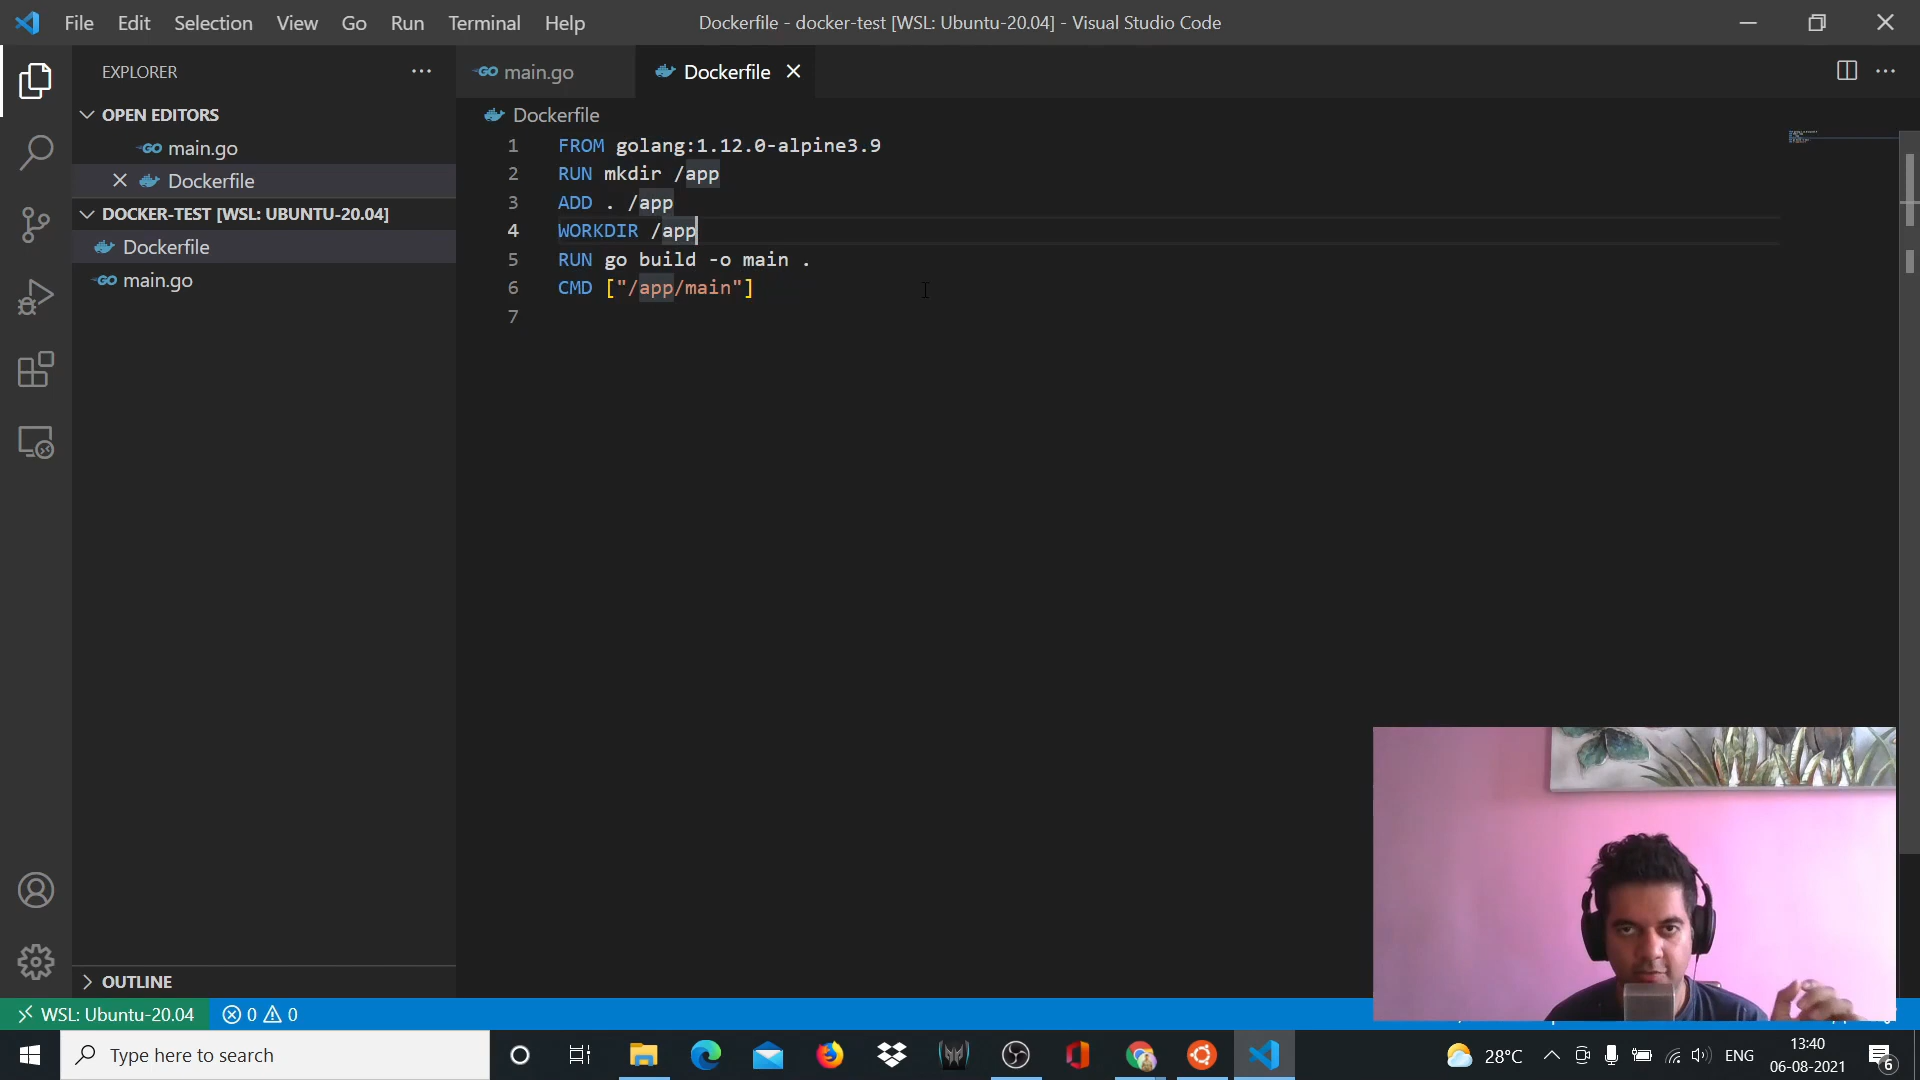 File Edit Selection View Go Run Terminal Help
Dockerfile - docker-test [WSL: Ubuntu-20.04] - Visual Studio Code
EXPLORER
OPEN EDITORS
main.go
Dockerfile
DOCKER-TEST [WSL: UBUNTU-20.04]
Dockerfile
main.go
OUTLINE
main.go
Dockerfile
Dockerfile
1 FROM golang:1.12.0-alpine3.9
2 RUN mkdir /app
3 ADD . /app
4 WORKDIR /app
5 RUN go build -o main .
6 CMD ["/app/main"]
7
WSL: Ubuntu-20.04 0 0
Type here to search
28°C ENG
13:40
06-08-2021
6